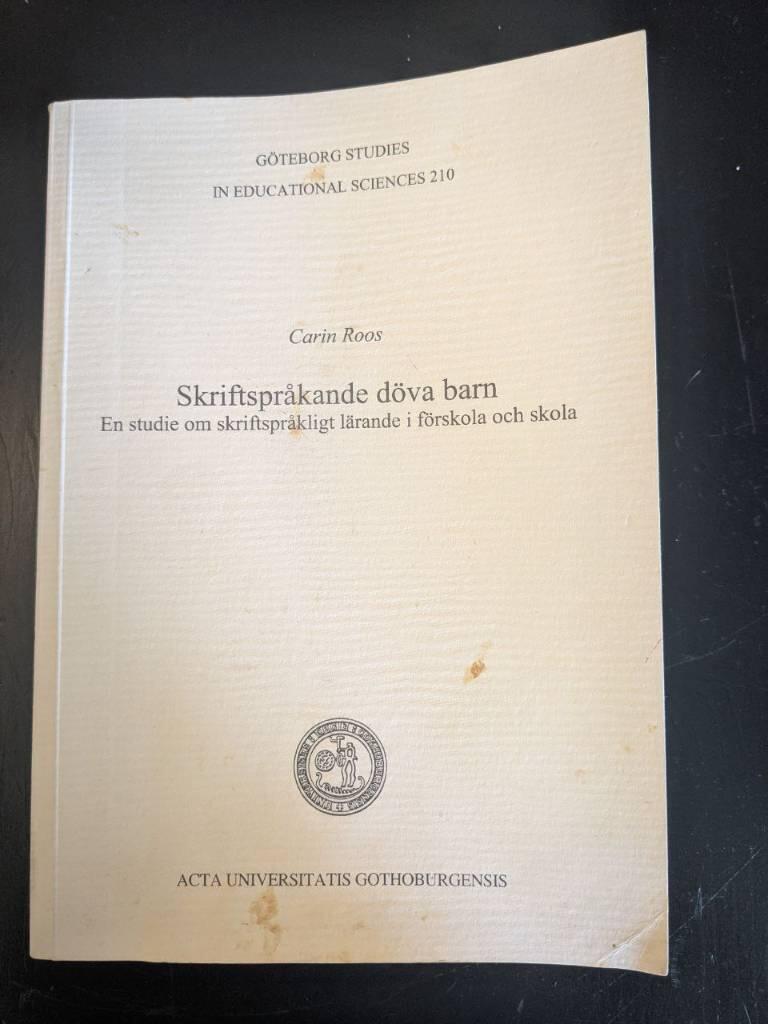 GÖTEBORG STUDIES
IN EDUCATIONAL SCIENCES 210
Carin Roos
Skriftspråkande döva barn
En studie om skriftspråkligt lärande i förskola och skola
ACTA UNIVERSITATIS GOTHOBURGENSIS